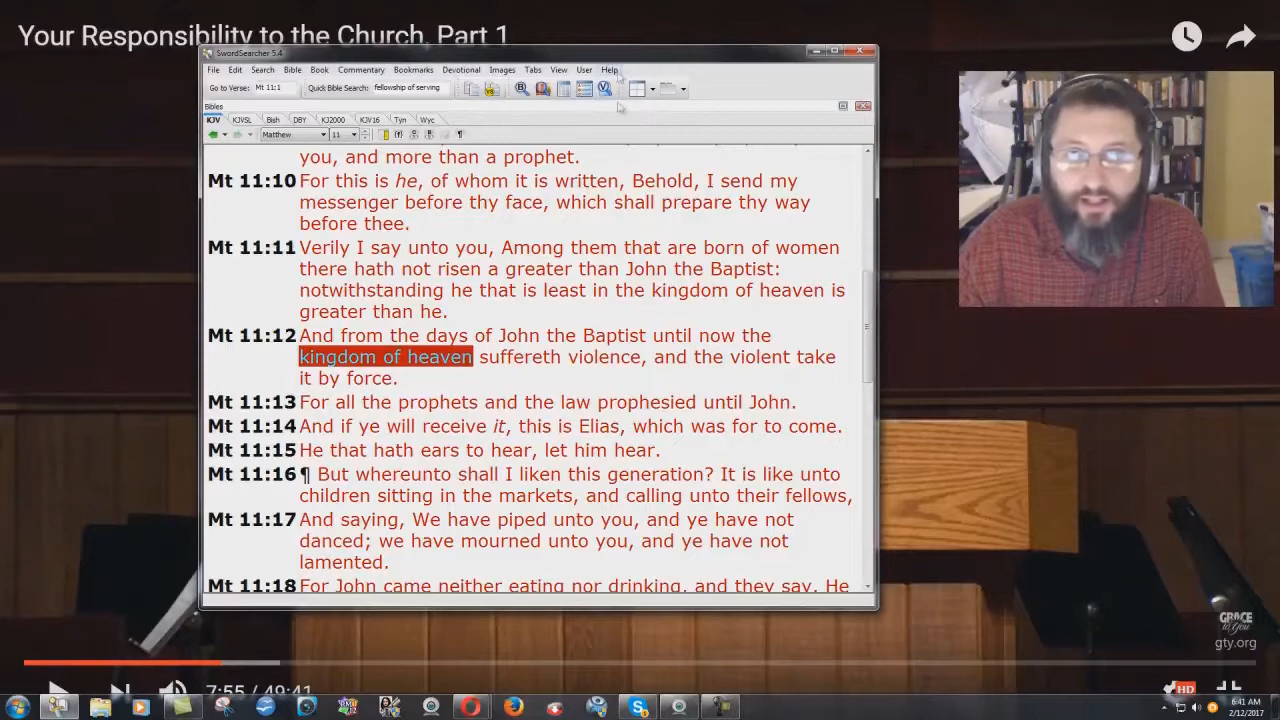 Your Responsibility to the Church, Part 1
SwordSearcher 5.4
File Edit Search Bible Book Commentary Bookmarks Devotional Images Tabs View User Help
Go to Verse: Mt 11:1 Quick Bible Search: fellowship of serving
Bibles
KJV KJVSL Bish DBY KJ2000 KJV16 Tyn Wyc
Matthew 11
you, and more than a prophet.
Mt 11:10 For this is he, of whom it is written, Behold, I send my
messenger before thy face, which shall prepare thy way
before thee.
Mt 11:11 Verily I say unto you, Among them that are born of women
there hath not risen a greater than John the Baptist:
notwithstanding he that is least in the kingdom of heaven is
greater than he.
Mt 11:12 And from the days of John the Baptist until now the
kingdom of heaven suffereth violence, and the violent take
it by force.
Mt 11:13 For all the prophets and the law prophesied until John.
Mt 11:14 And if ye will receive it, this is Elias, which was for to come.
Mt 11:15 He that hath ears to hear, let him hear.
Mt 11:16 ¶ But whereunto shall I liken this generation? It is like unto
children sitting in the markets, and calling unto their fellows,
Mt 11:17 And saying, We have piped unto you, and ye have not
danced; we have mourned unto you, and ye have not
lamented.
Mt 11:18 For John came neither eating nor drinking, and they say, He
GRACE to You
gty.org
7:55 / 49:41
HD
6:41 AM
2/12/2017